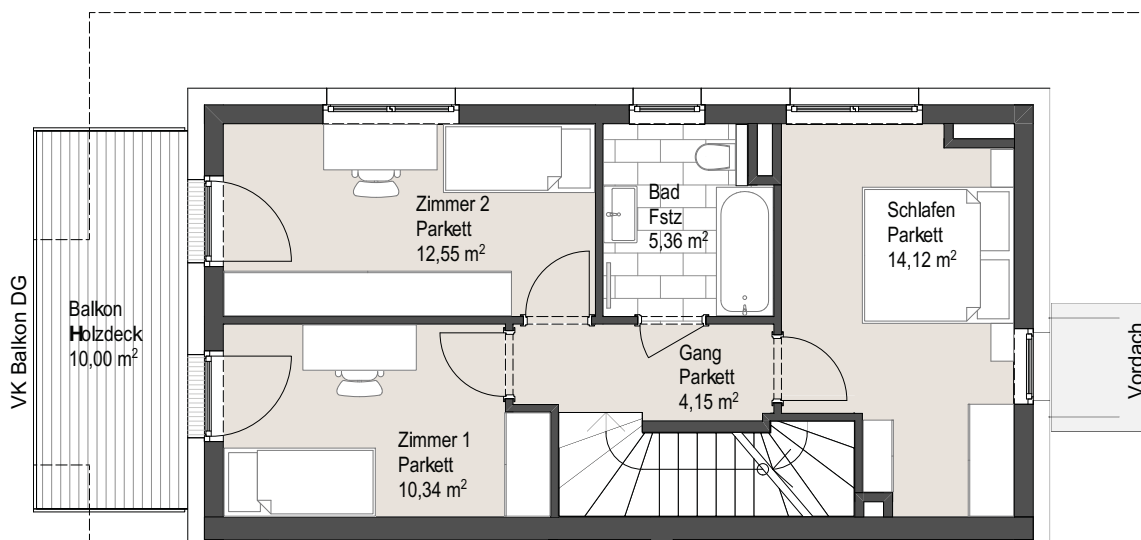 VK Balkon DG
Balkon
Holzdeck
10,00 m²
Zimmer 2
Parkett
12,55 m²
Bad
Fstz
5,36 m²
Schlafen
Parkett
14,12 m²
Gang
Parkett
4,15 m²
Zimmer 1
Parkett
10,34 m²
Vordach